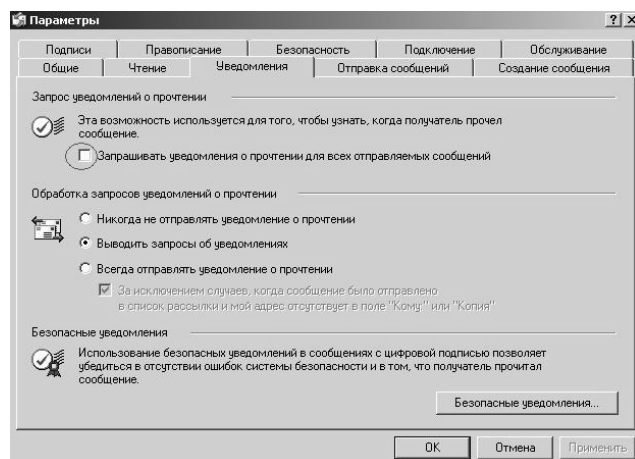 Параметры
Подписи Правописание Безопасность Подключение Обслуживание
Общие Чтение Уведомления Отправка сообщений Создание сообщения
Запрос уведомлений о прочтении
Эта возможность используется для того, чтобы узнать, когда получатель прочел
сообщение.
Запрашивать уведомления о прочтении для всех отправляемых сообщений
Обработка запросов уведомлений о прочтении
Никогда не отправлять уведомление о прочтении
Выводить запросы об уведомлениях
Всегда отправлять уведомление о прочтении
За исключением случаев, когда сообщение было отправлено
в список рассылки и мой адрес отсутствует в поле "Кому:" или "Копия"
Безопасные уведомления
Использование безопасных уведомлений в сообщениях с цифровой подписью позволяет
убедиться в отсутствии ошибок системы безопасности и в том, что получатель прочитал
сообщение.
Безопасные уведомления...
OK Отмена Применить